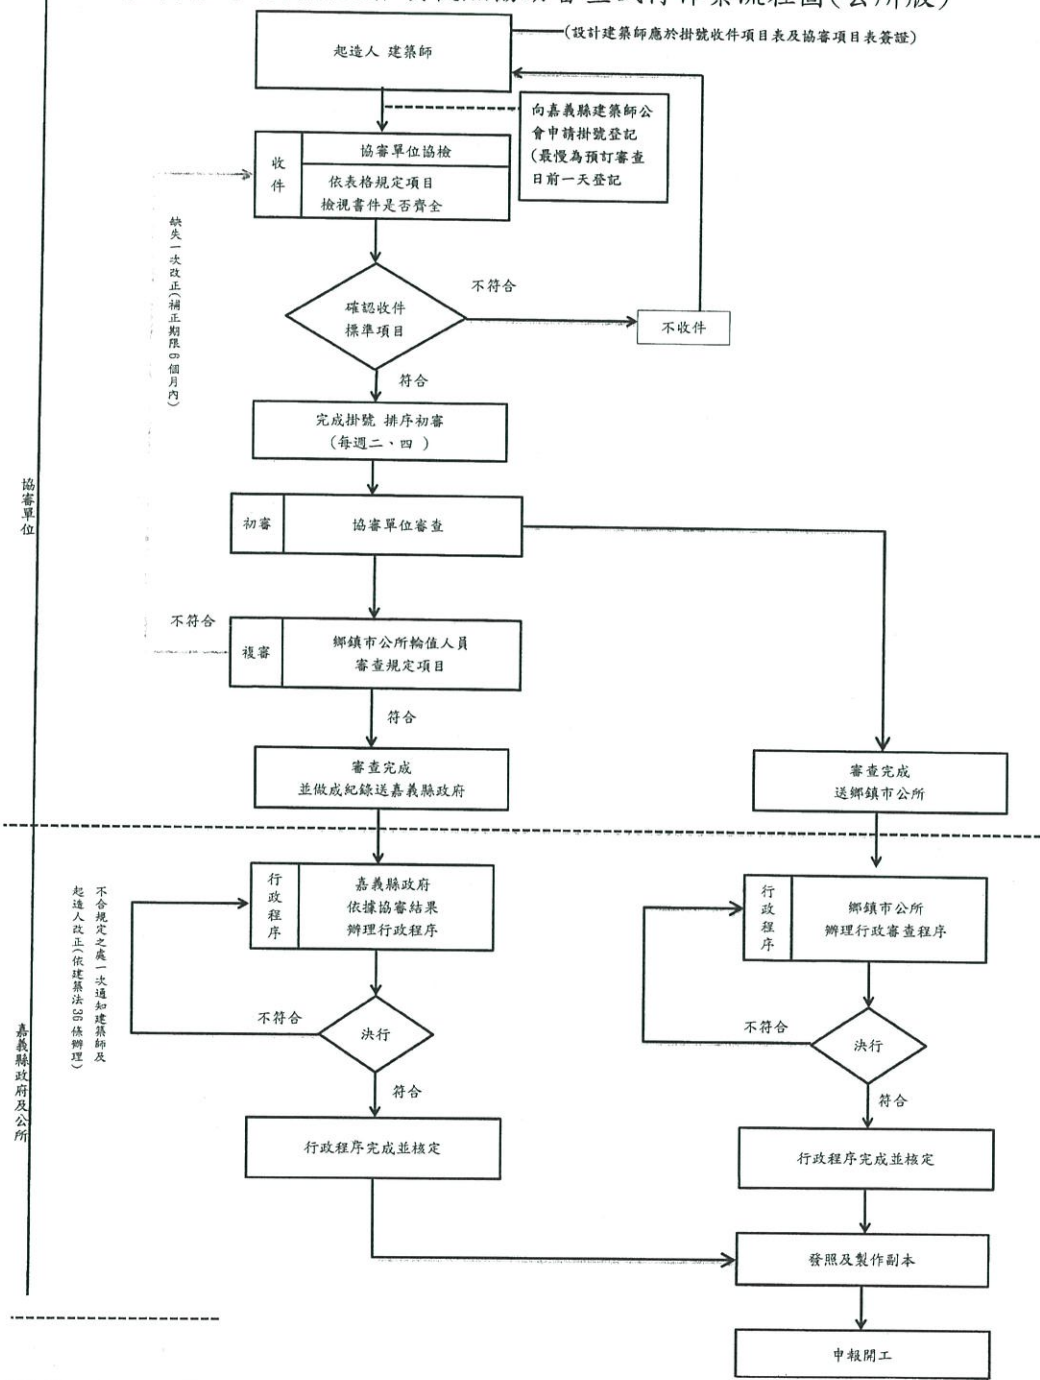 (公所版)
起造人 建築師
(設計建築師應於掛號收件項目表及協審項目表簽證)
向嘉義縣建築師公
會申請掛號登記
(最慢為預訂審查
日前一天登記
收件
協審單位協檢
依表格規定項目
檢視書件是否齊全
缺失一次改正(補正期限6個月內)
確認收件
標準項目
不符合
不收件
符合
完成掛號 排序初審
(每週二、四 )
協審單位
初審
協審單位審查
不符合
複審
鄉鎮市公所輪值人員
審查規定項目
符合
審查完成
並做成紀錄送嘉義縣政府
審查完成
送鄉鎮市公所
行政程序
嘉義縣政府
依據協審結果
辦理行政程序
行政程序
鄉鎮市公所
辦理行政審查程序
不合規定之處一次通知建築師及
起造人改正(依建築法36條辦理)
嘉義縣政府及公所
不符合
決行
符合
不符合
決行
符合
行政程序完成並核定
行政程序完成並核定
發照及製作副本
申報開工